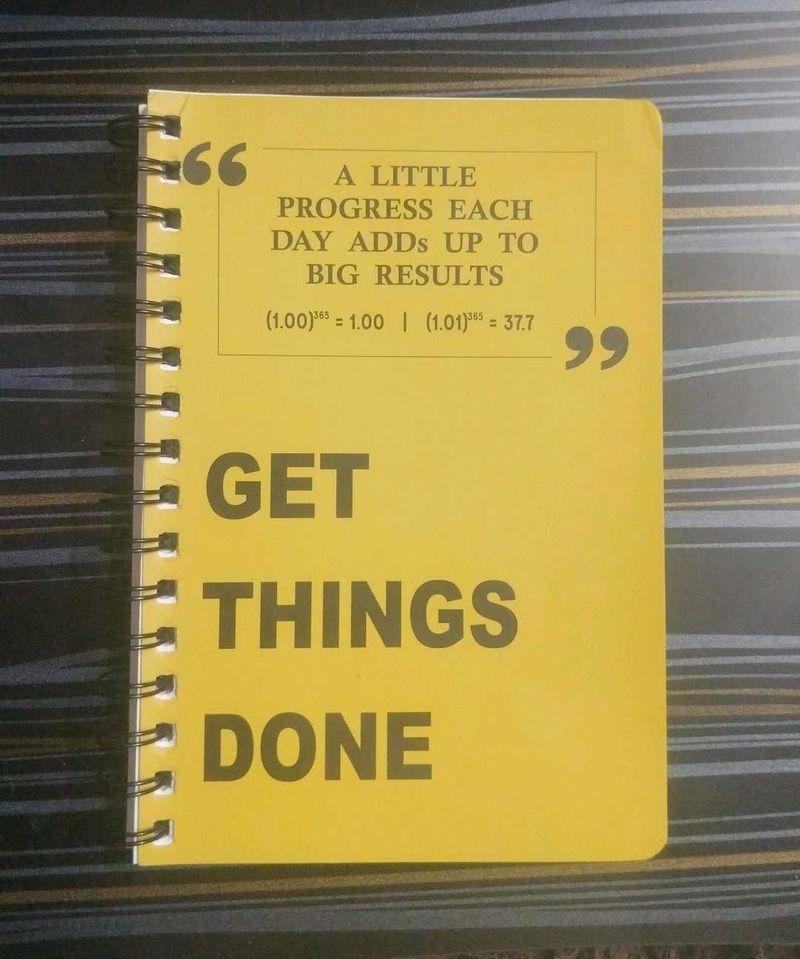 “
A LITTLE
PROGRESS EACH
DAY ADDs UP TO
BIG RESULTS
(1.00)³⁶⁵ = 1.00 | (1.01)³⁶⁵ = 37.7
”
GET
THINGS
DONE